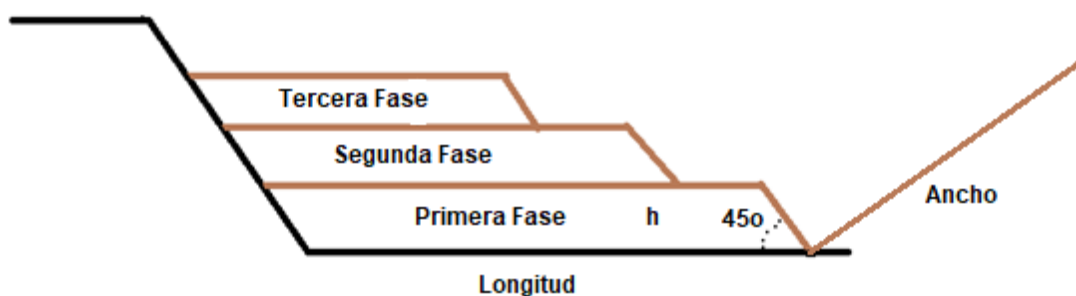 Tercera Fase
Segunda Fase
Ancho
Primera Fase h 45o
Longitud